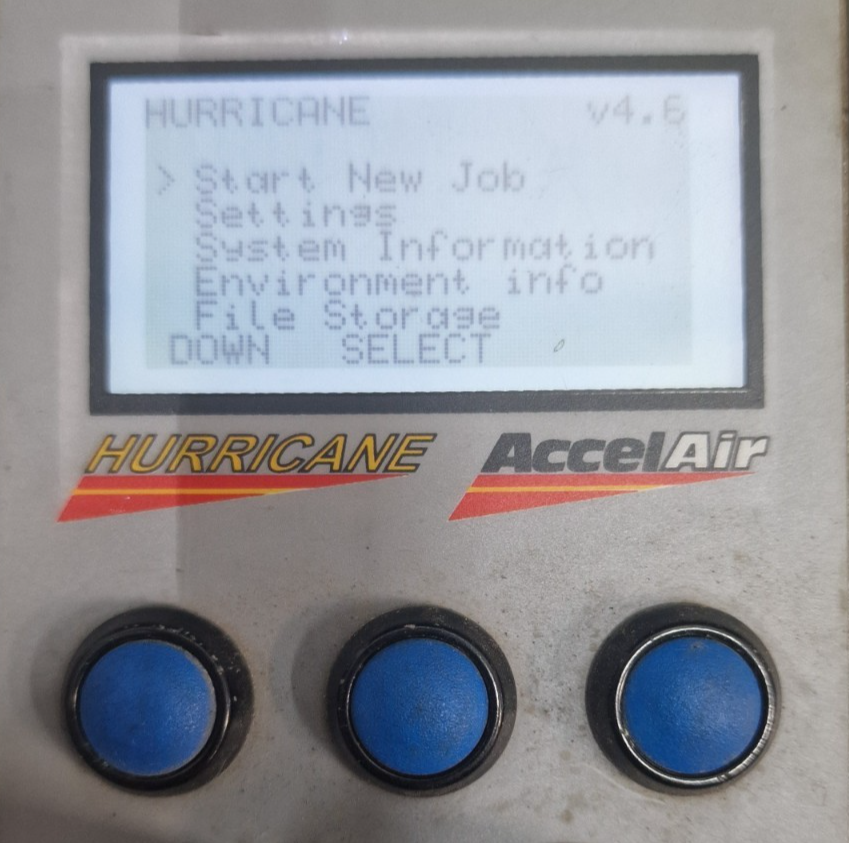 HURRICANE v4.6
> Start New Job
Settings
System Information
Environment info
File Storage
DOWN SELECT
HURRICANE AccelAir